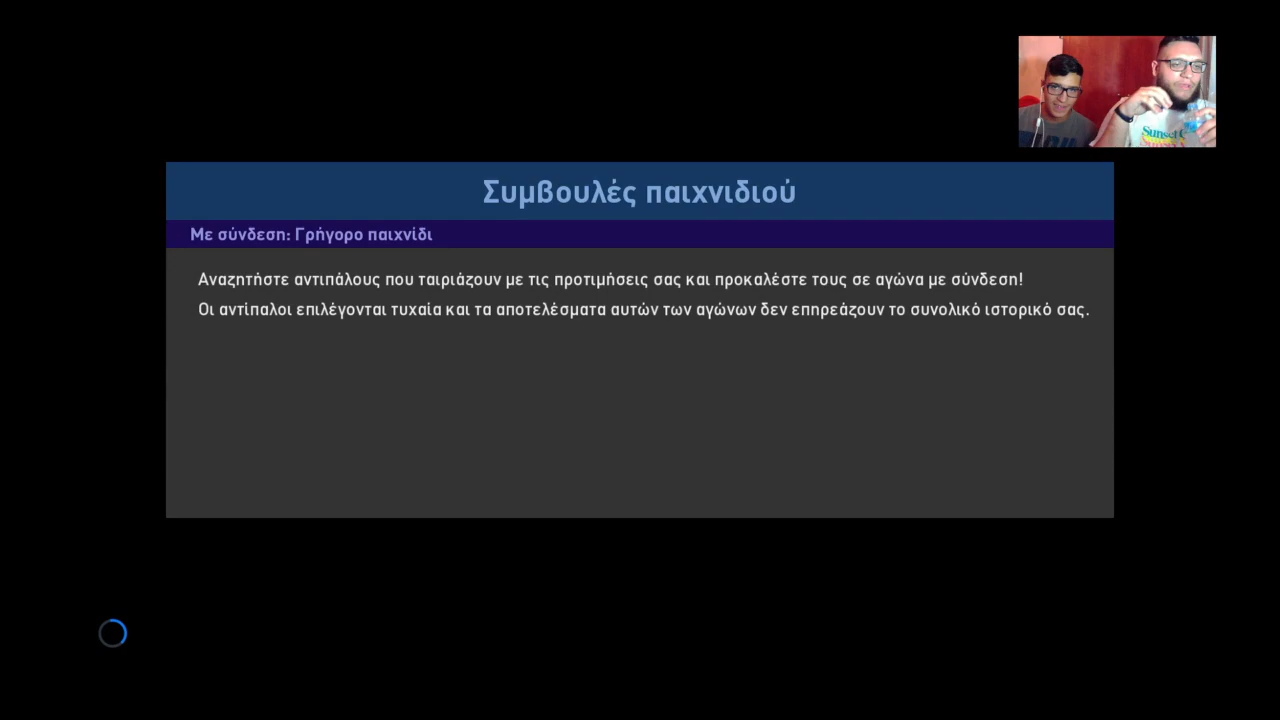 Συμβουλές παιχνιδιού
Με σύνδεση: Γρήγορο παιχνίδι
Αναζητήστε αντιπάλους που ταιριάζουν με τις προτιμήσεις σας και προκαλέστε τους σε αγώνα με σύνδεση!
Οι αντίπαλοι επιλέγονται τυχαία και τα αποτελέσματα αυτών των αγώνων δεν επηρεάζουν το συνολικό ιστορικό σας.
Sunset